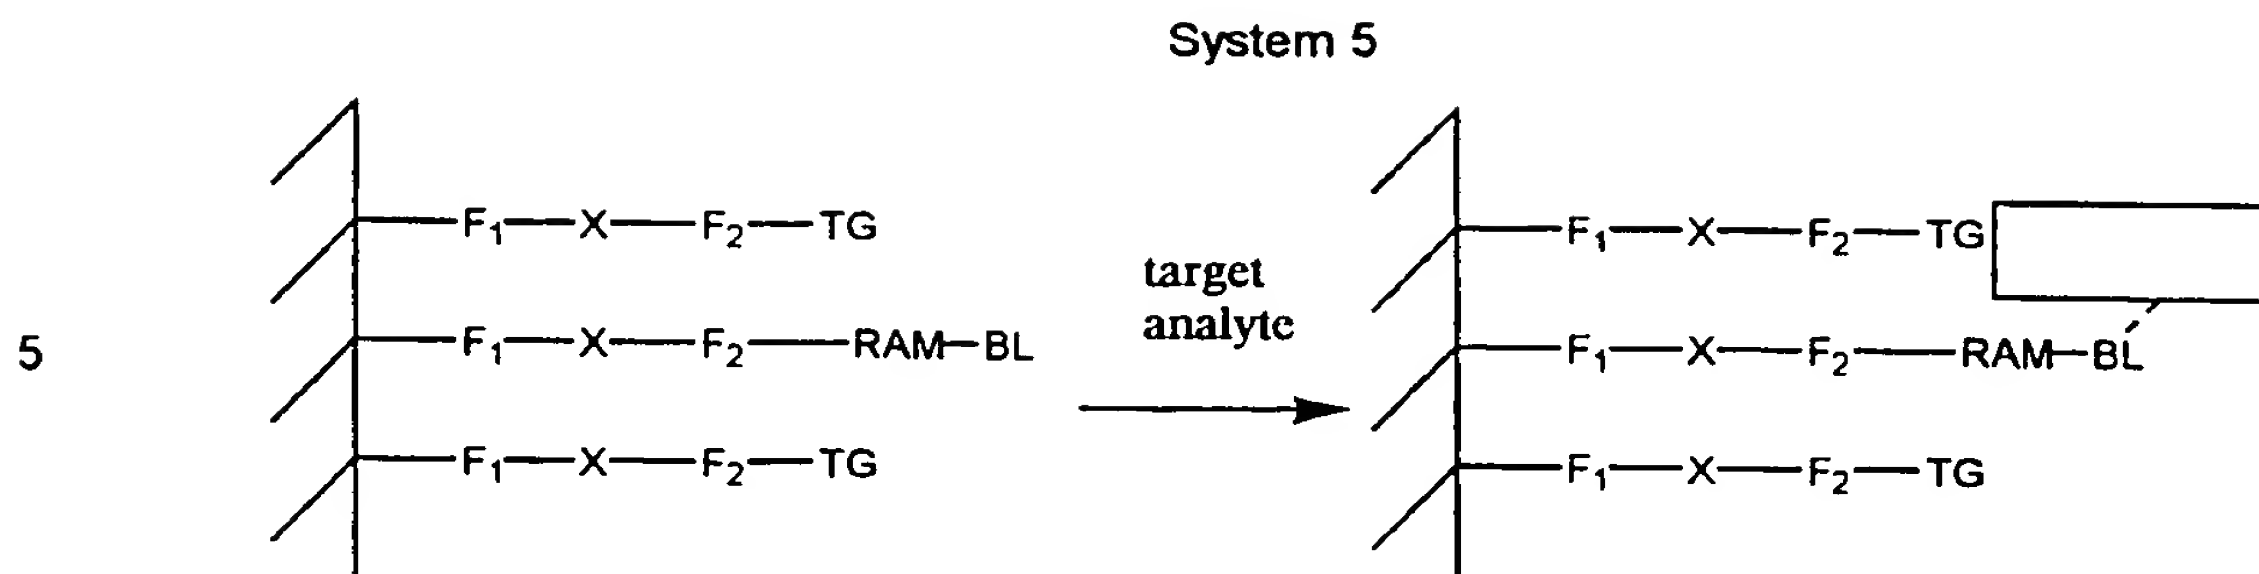 System 5
F₁—X—F₂—TG F₁—X—F₂—TG
target
analyte
5 F₁—X—F₂—RAM—BL F₁—X—F₂—RAM—BL
F₁—X—F₂—TG F₁—X—F₂—TG